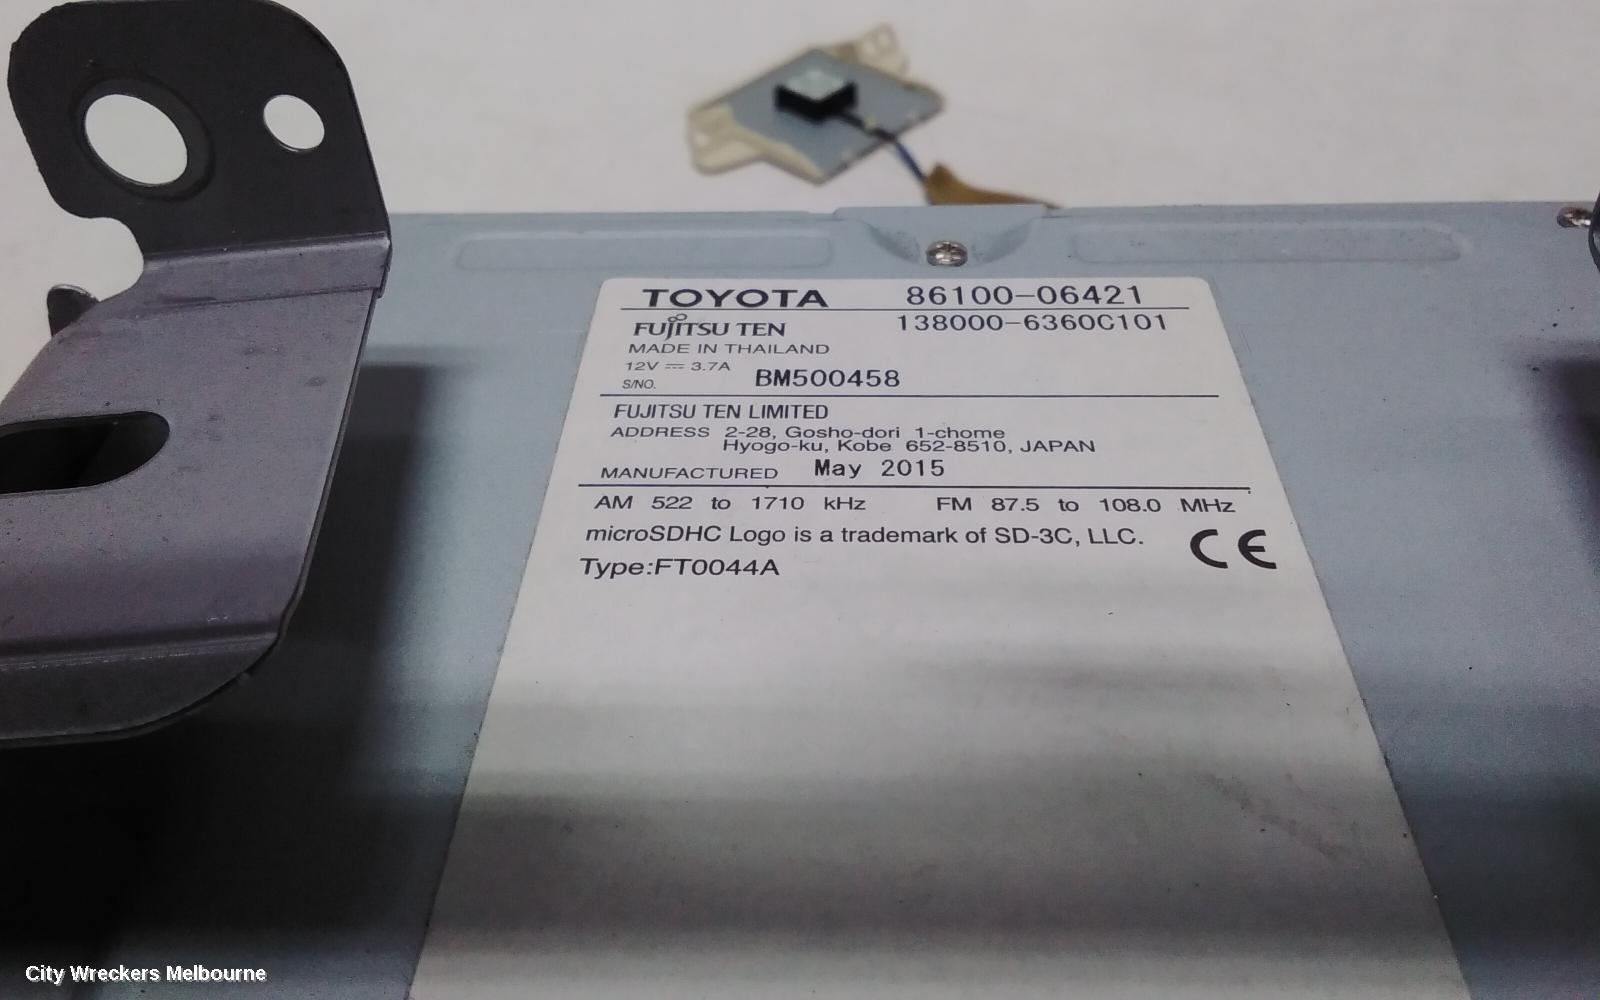 TOYOTA 86100-06421
FUJITSU TEN 138000-6360C101
MADE IN THAILAND
12V ⎓ 3.7A
S/NO. BM500458
FUJITSU TEN LIMITED
ADDRESS 2-28, Gosho-dori 1-chome
Hyogo-ku, Kobe 652-8510, JAPAN
MANUFACTURED May 2015
AM 522 to 1710 kHz FM 87.5 to 108.0 MHz
microSDHC Logo is a trademark of SD-3C, LLC.
Type:FT0044A CE
City Wreckers Melbourne